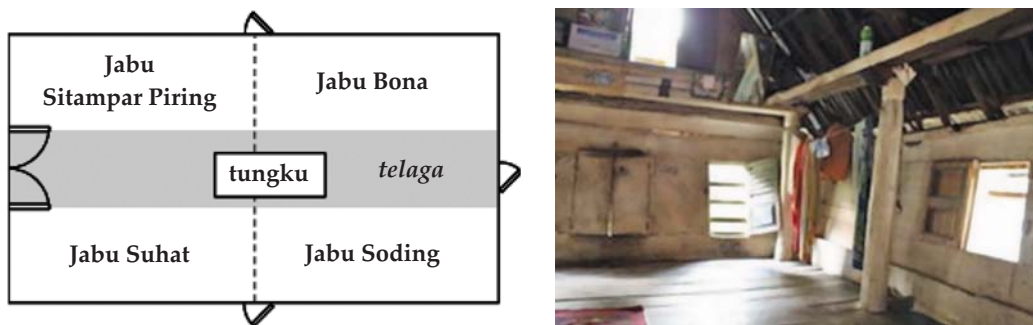 Jabu
Sitampar Piring
Jabu Bona
tungku
telaga
Jabu Suhat
Jabu Soding